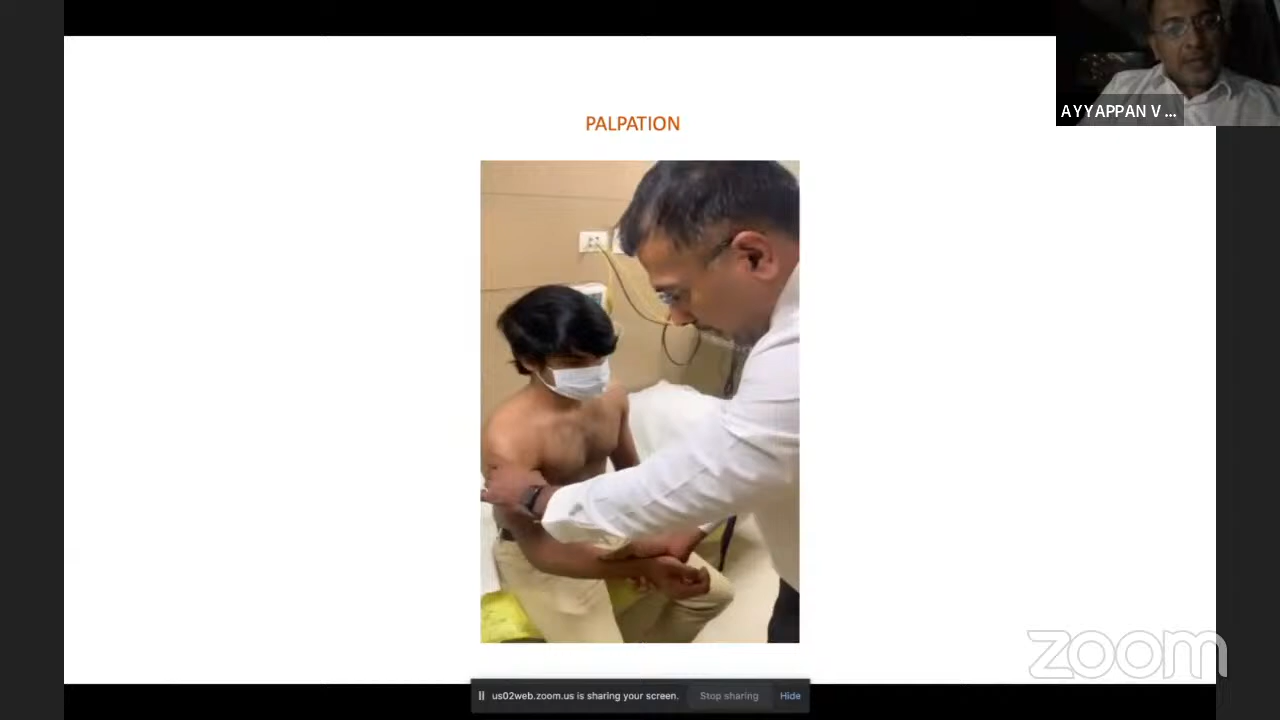 AYYAPPAN V ...
PALPATION
zoom
us02web.zoom.us is sharing your screen.
Stop sharing
Hide